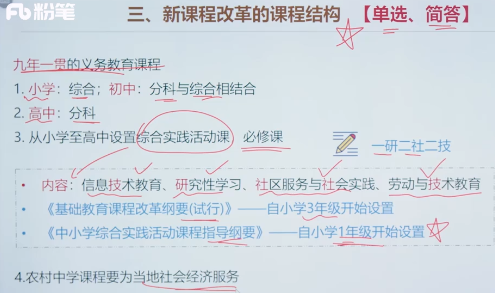 粉笔
三、新课程改革的课程结构 【单选、简答】
九年一贯的义务教育课程
1. 小学：综合；初中：分科与综合相结合
2. 高中：分科
3. 从小学至高中设置综合实践活动课 必修课
一研二社二技
• 内容：信息技术教育、研究性学习、社区服务与社会实践、劳动与技术教育
• 《基础教育课程改革纲要(试行)》——自小学3年级开始设置
• 《中小学综合实践活动课程指导纲要》——自小学1年级开始设置
4.农村中学课程要为当地社会经济服务